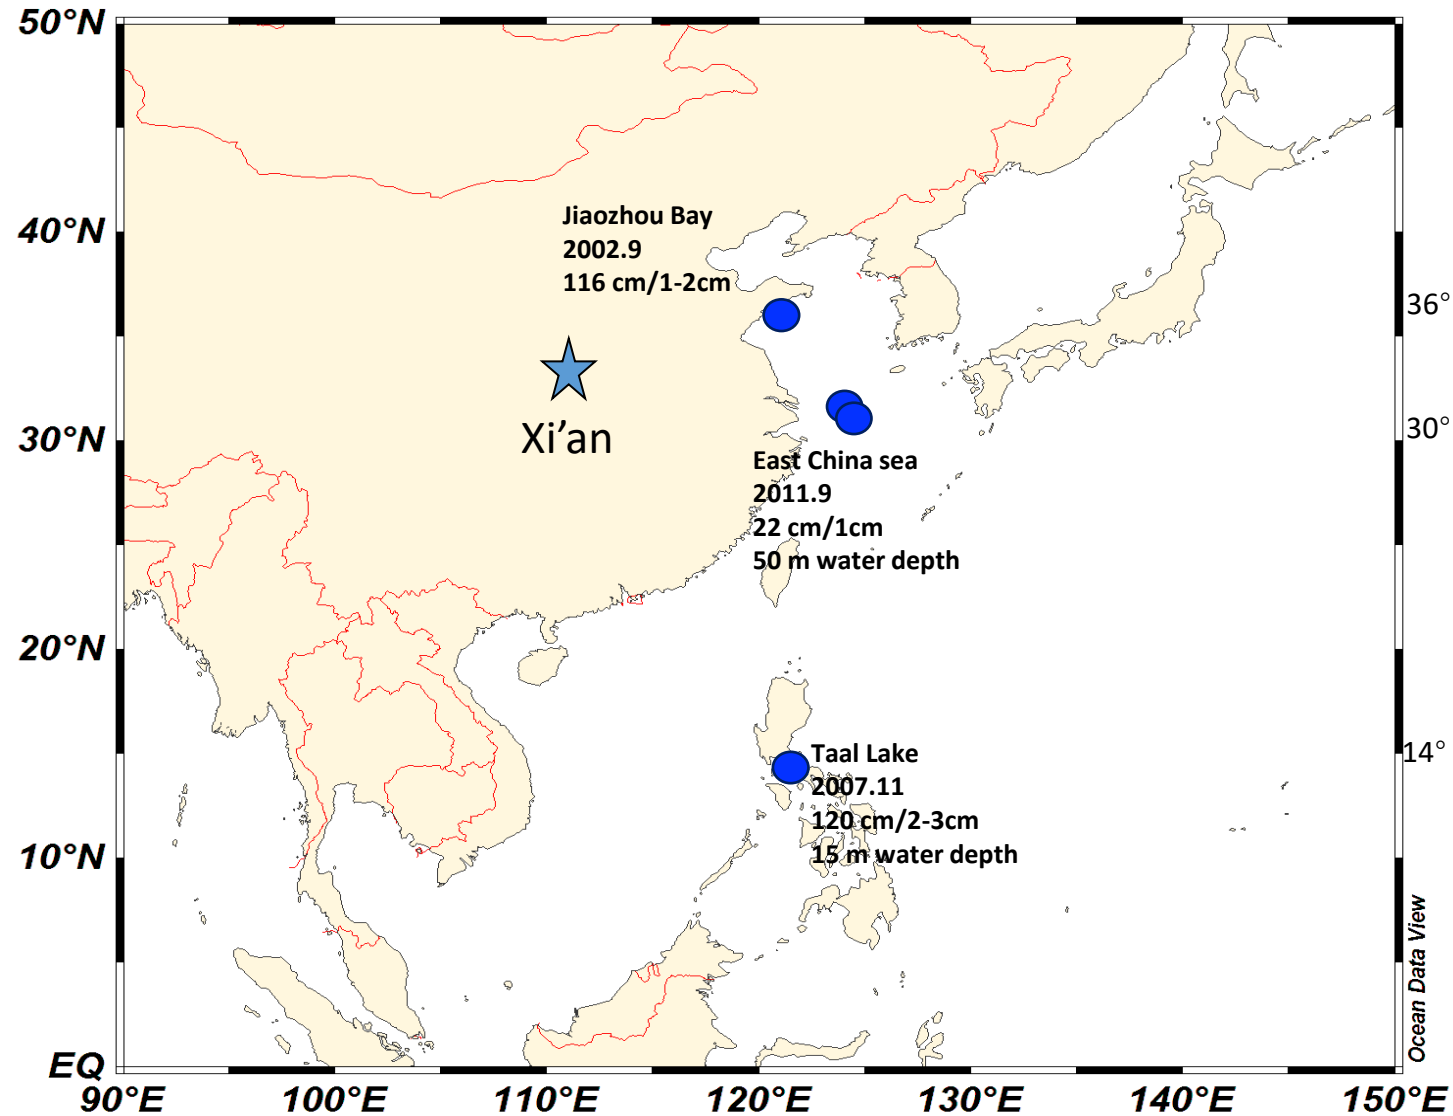 50°N
40°N
30°N
20°N
10°N
EQ
90°E
100°E
110°E
120°E
130°E
140°E
150°E
Jiaozhou Bay
2002.9
116 cm/1-2cm
Xi’an
East China sea
2011.9
22 cm/1cm
50 m water depth
Taal Lake
2007.11
120 cm/2-3cm
15 m water depth
36°
30°
14°
Ocean Data View